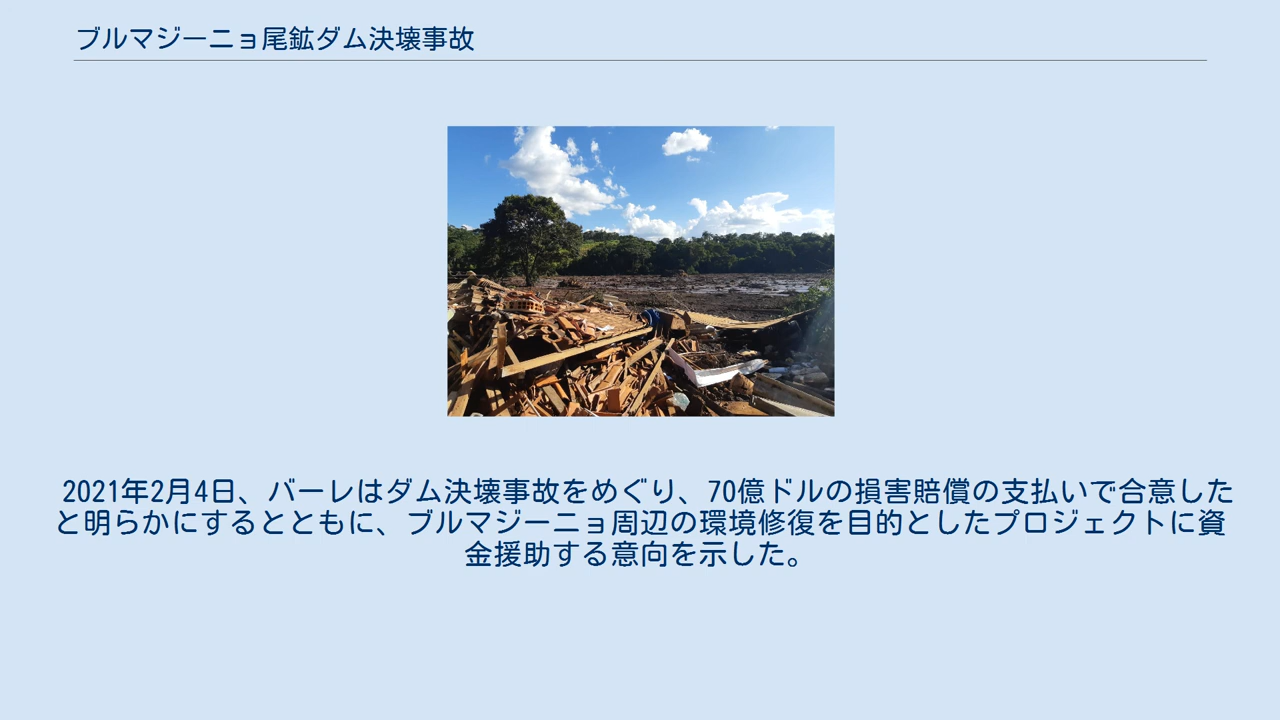 ブルマジーニョ尾鉱ダム決壊事故
2021年2月4日、バーレはダム決壊事故をめぐり、70億ドルの損害賠償の支払いで合意した
と明らかにするとともに、ブルマジーニョ周辺の環境修復を目的としたプロジェクトに資
金援助する意向を示した。